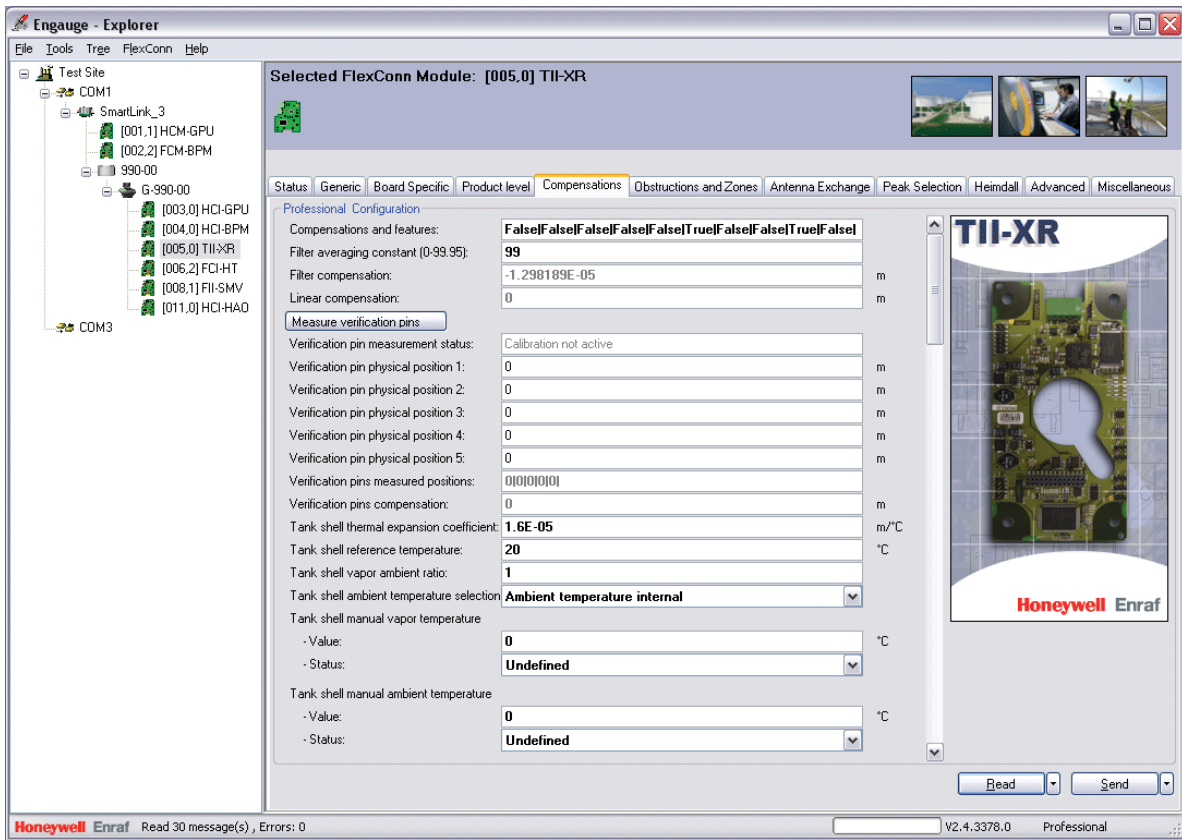 Engauge - Explorer
File Tools Tree FlexConn Help
Test Site
COM1
SmartLink_3
[001,1] HCM-GPU
[002,2] FCM-BPM
990-00
G-990-00
[003,0] HCI-GPU
[004,0] HCI-BPM
[005,0] TII-XR
[006,2] FCI-HT
[008,1] FII-SMV
[011,0] HCI-HAO
COM3
Selected FlexConn Module: [005,0] TII-XR
Status Generic Board Specific Product level Compensations Obstructions and Zones Antenna Exchange Peak Selection Heimdall Advanced Miscellaneous
Professional Configuration
Compensations and features: False|False|False|False|False|True|False|False|True|False|
Filter averaging constant (0-99.95): 99
Filter compensation: -1.298189E-05 m
Linear compensation: 0 m
Measure verification pins
Verification pin measurement status: Calibration not active
Verification pin physical position 1: 0 m
Verification pin physical position 2: 0 m
Verification pin physical position 3: 0 m
Verification pin physical position 4: 0 m
Verification pin physical position 5: 0 m
Verification pins measured positions: 0|0|0|0|0|
Verification pins compensation: 0 m
Tank shell thermal expansion coefficient: 1.6E-05 m/°C
Tank shell reference temperature: 20 °C
Tank shell vapor ambient ratio: 1
Tank shell ambient temperature selection Ambient temperature internal
Tank shell manual vapor temperature
- Value: 0 °C
- Status: Undefined
Tank shell manual ambient temperature
- Value: 0 °C
- Status: Undefined
TII-XR
Honeywell Enraf
Read Send
Honeywell Enraf Read 30 message(s) , Errors: 0 V2.4.3378.0 Professional